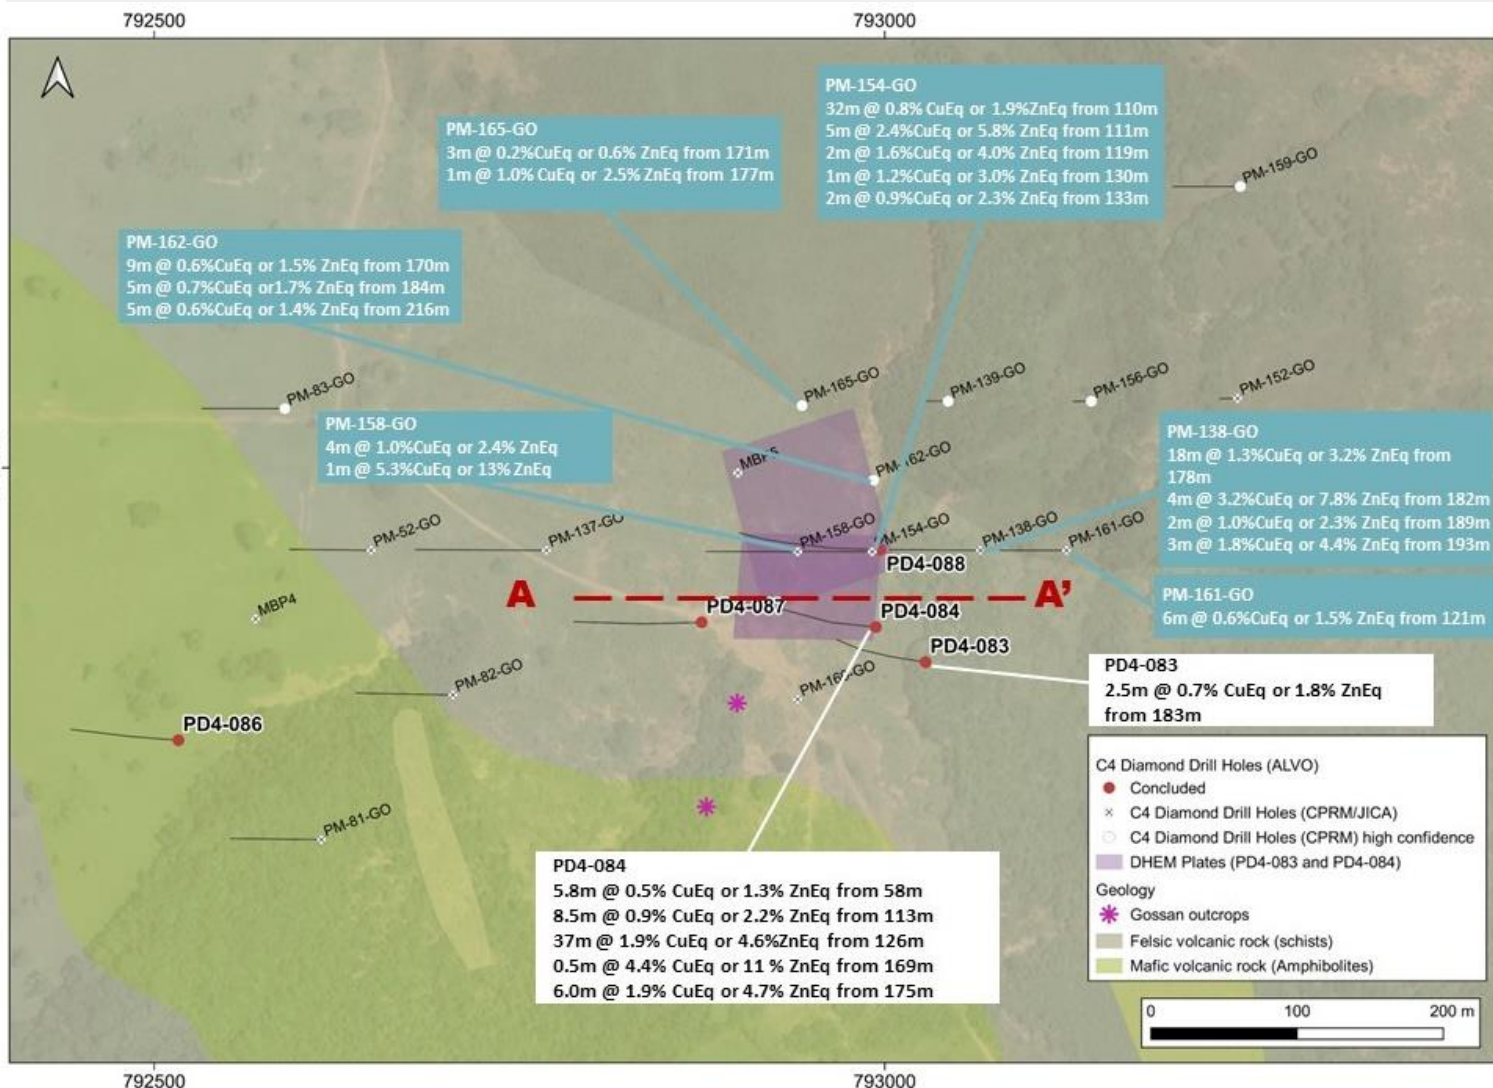 792500
793000
PM-154-GO
32m @ 0.8% CuEq or 1.9%ZnEq from 110m
5m @ 2.4%CuEq or 5.8% ZnEq from 111m
2m @ 1.6%CuEq or 4.0% ZnEq from 119m
1m @ 1.2%CuEq or 3.0% ZnEq from 130m
2m @ 0.9%CuEq or 2.3% ZnEq from 133m
PM-165-GO
3m @ 0.2%CuEq or 0.6% ZnEq from 171m
1m @ 1.0% CuEq or 2.5% ZnEq from 177m
PM-159-GO
PM-162-GO
9m @ 0.6%CuEq or 1.5% ZnEq from 170m
5m @ 0.7%CuEq or1.7% ZnEq from 184m
5m @ 0.6%CuEq or 1.4% ZnEq from 216m
PM-83-GO
PM-165-GO
PM-139-GO
PM-156-GO
PM-152-GO
PM-158-GO
4m @ 1.0%CuEq or 2.4% ZnEq
1m @ 5.3%CuEq or 13% ZnEq
PM-138-GO
18m @ 1.3%CuEq or 3.2% ZnEq from
178m
4m @ 3.2%CuEq or 7.8% ZnEq from 182m
2m @ 1.0%CuEq or 2.3% ZnEq from 189m
3m @ 1.8%CuEq or 4.4% ZnEq from 193m
PM-52-GO
PM-137-GO
PM-158-GO
PM-154-GO
PM-138-GO
PM-161-GO
PD4-088
A
A'
PM-161-GO
6m @ 0.6%CuEq or 1.5% ZnEq from 121m
MBP4
PD4-087
PD4-084
PD4-083
PM-82-GO
PD4-083
2.5m @ 0.7% CuEq or 1.8% ZnEq
from 183m
PD4-086
PM-81-GO
PD4-084
5.8m @ 0.5% CuEq or 1.3% ZnEq from 58m
8.5m @ 0.9% CuEq or 2.2% ZnEq from 113m
37m @ 1.9% CuEq or 4.6%ZnEq from 126m
0.5m @ 4.4% CuEq or 11 % ZnEq from 169m
6.0m @ 1.9% CuEq or 4.7% ZnEq from 175m
C4 Diamond Drill Holes (ALVO)
Concluded
C4 Diamond Drill Holes (CPRM/JICA)
C4 Diamond Drill Holes (CPRM) high confidence
DHEM Plates (PD4-083 and PD4-084)
Geology
Gossan outcrops
Felsic volcanic rock (schists)
Mafic volcanic rock (Amphibolites)
0 100 200 m
792500
793000